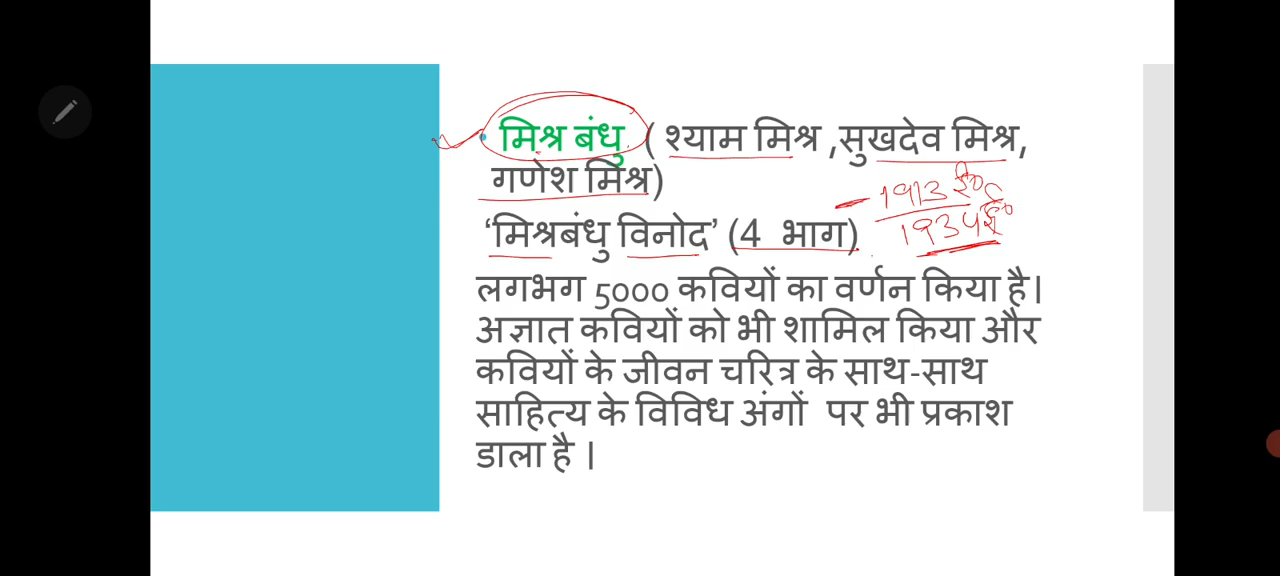 मिश्र बंधु ( श्याम मिश्र ,सुखदेव मिश्र,
गणेश मिश्र)
- 1913 ई०
1934 ई०
‘मिश्रबंधु विनोद’ (4 भाग)
लगभग 5000 कवियों का वर्णन किया है।
अज्ञात कवियों को भी शामिल किया और
कवियों के जीवन चरित्र के साथ-साथ
साहित्य के विविध अंगों पर भी प्रकाश
डाला है ।